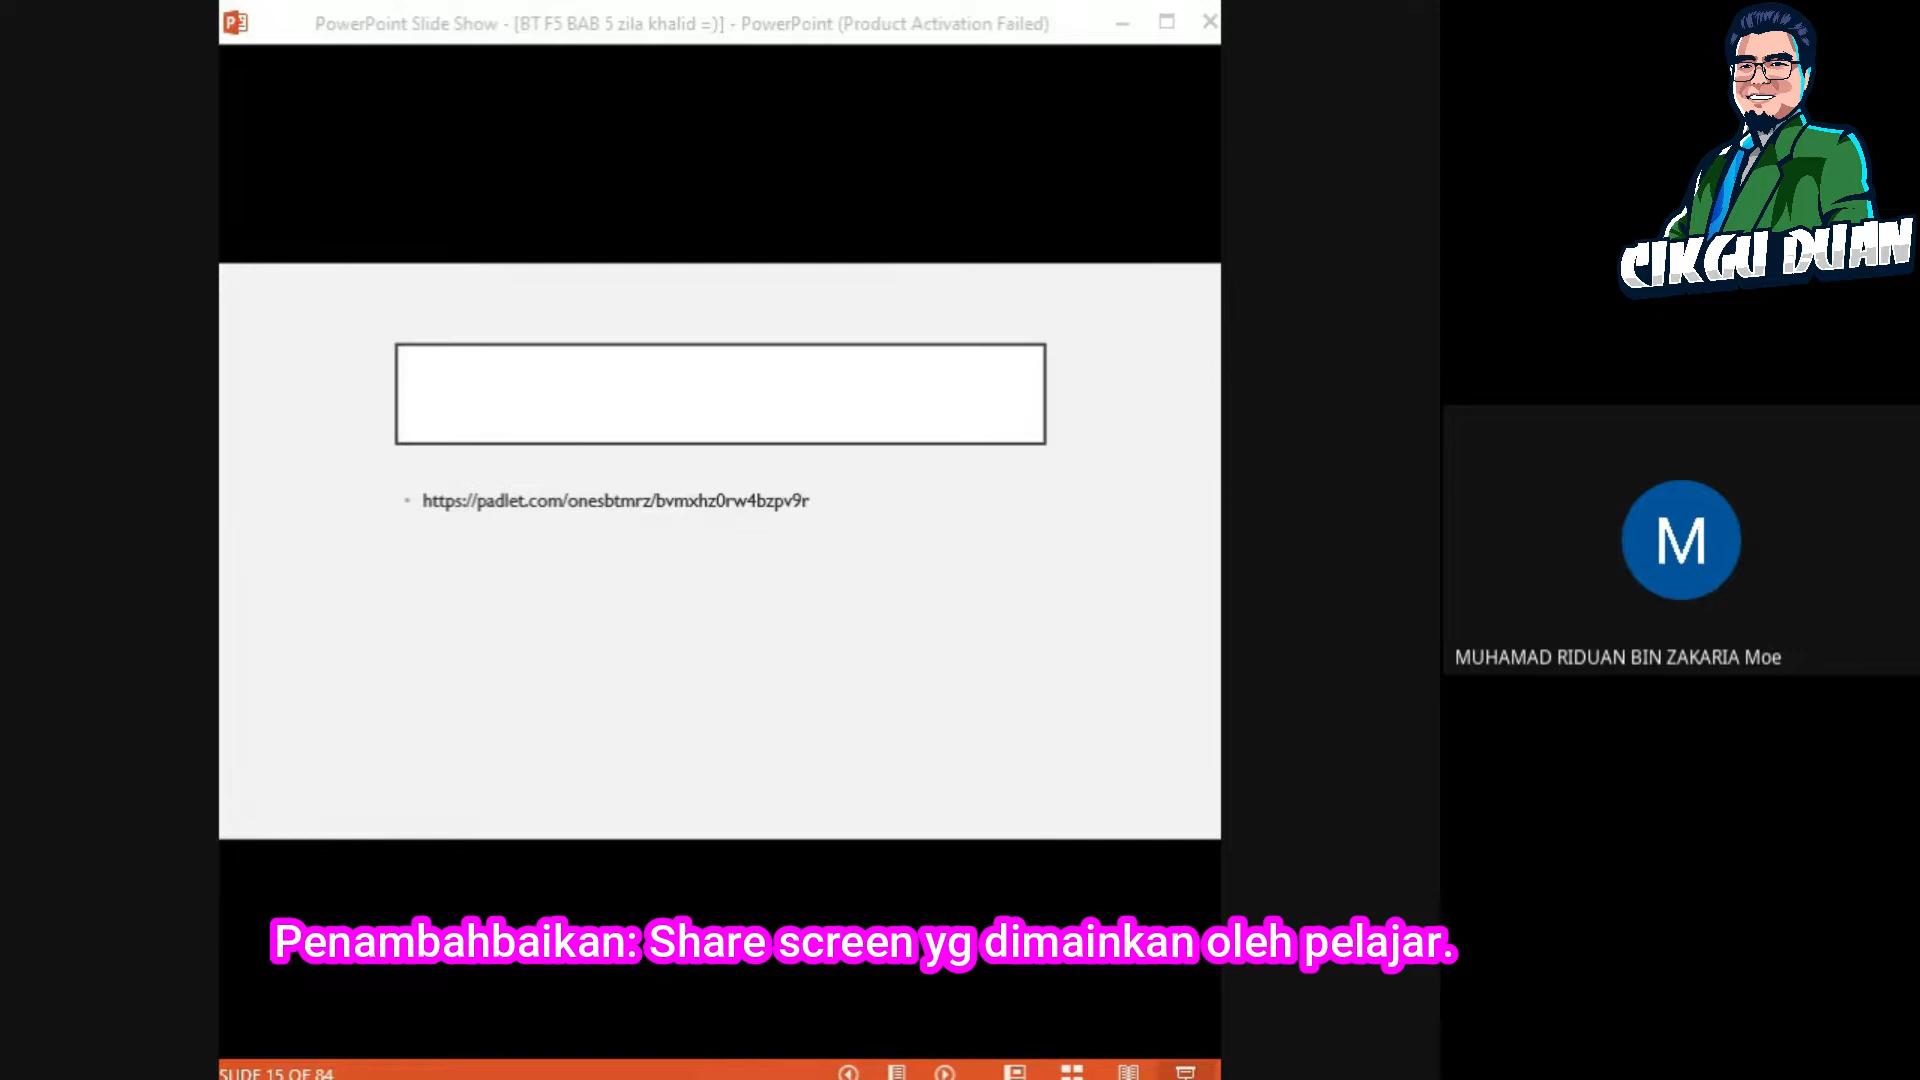 PowerPoint Slide Show - [BT F5 BAB 5 zila khalid =)] - PowerPoint (Product Activation Failed)
CIKGU DUAN
• https://padlet.com/onesbtmrz/bvmxhz0rw4bzpv9r
M
MUHAMAD RIDUAN BIN ZAKARIA Moe
Penambahbaikan: Share screen yg dimainkan oleh pelajar.
SLIDE 15 OF 84